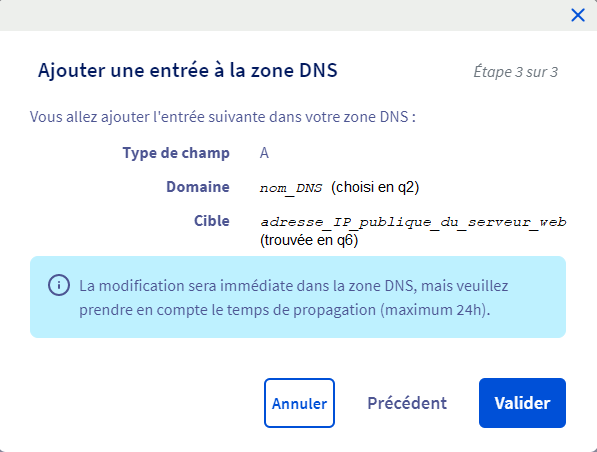 Ajouter une entrée à la zone DNS
Étape 3 sur 3
Vous allez ajouter l'entrée suivante dans votre zone DNS :
Type de champ A
Domaine nom_DNS (choisi en q2)
Cible adresse_IP_publique_du_serveur_web
(trouvée en q6)
La modification sera immédiate dans la zone DNS, mais veuillez
prendre en compte le temps de propagation (maximum 24h).
Annuler Précédent Valider